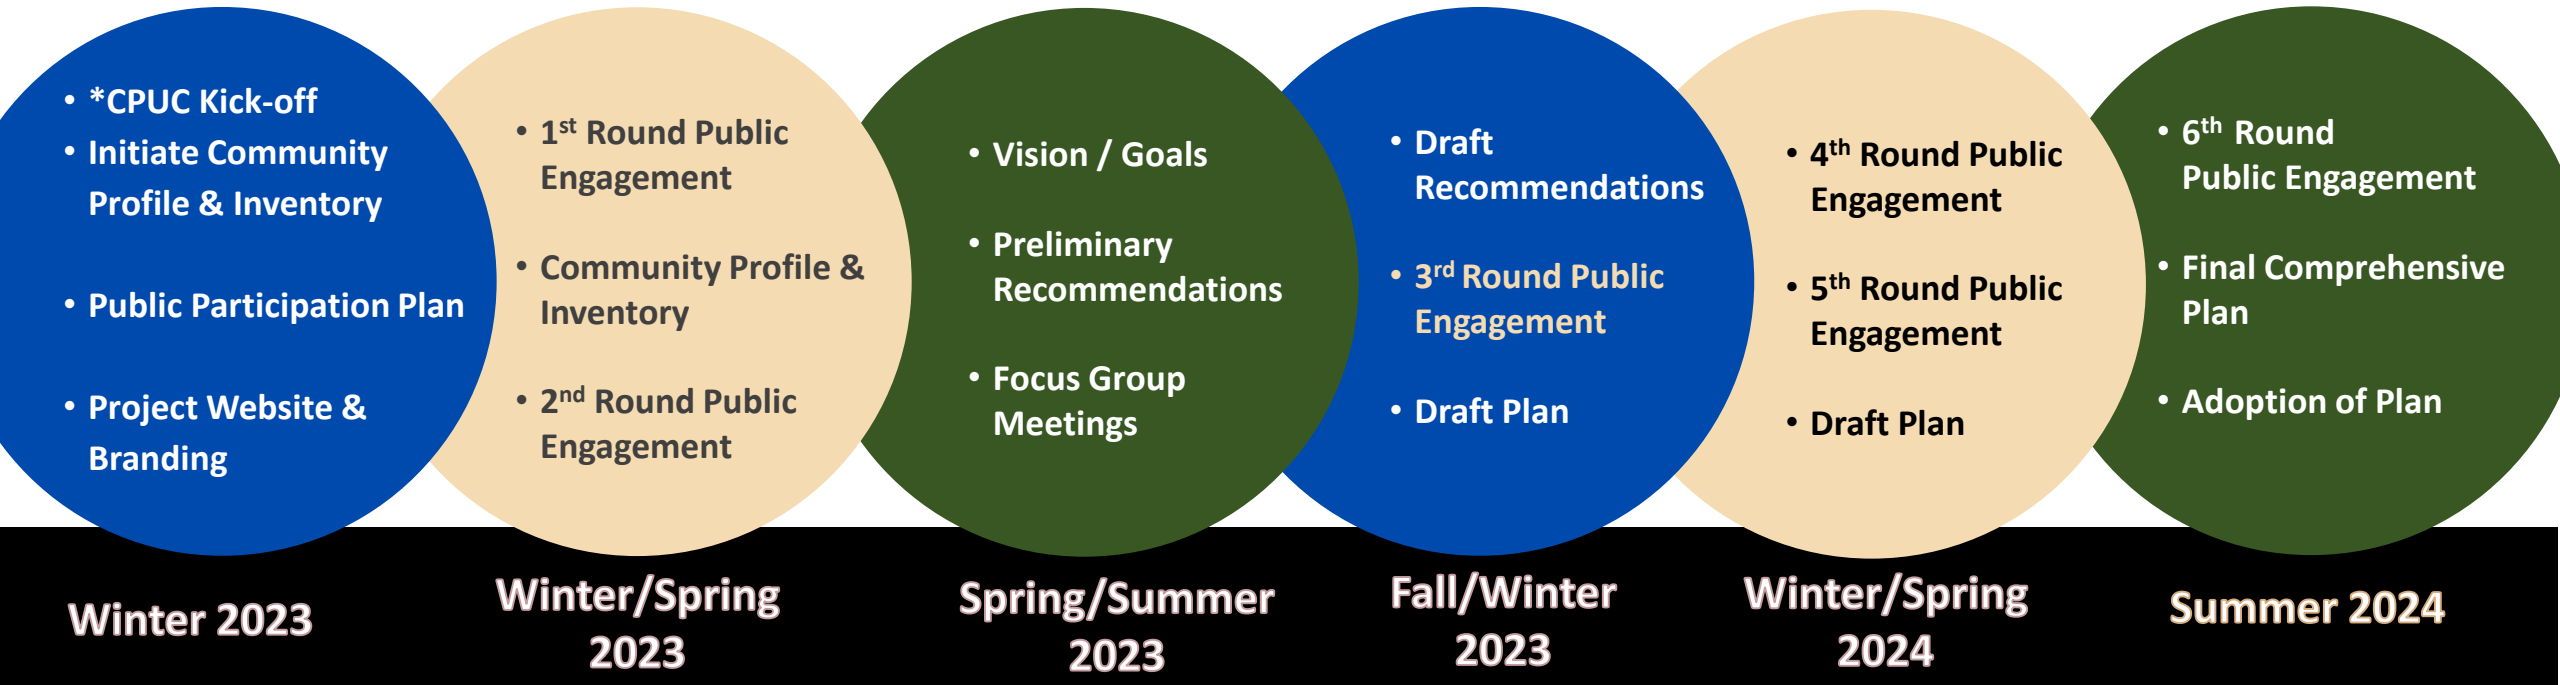 • *CPUC Kick-off
• Initiate Community
Profile & Inventory
• Public Participation Plan
• Project Website &
Branding
Winter 2023
• 1st Round Public
Engagement
• Community Profile &
Inventory
• 2nd Round Public
Engagement
Winter/Spring
2023
• Vision / Goals
• Preliminary
Recommendations
• Focus Group
Meetings
Spring/Summer
2023
• Draft
Recommendations
• 3rd Round Public
Engagement
• Draft Plan
Fall/Winter
2023
• 4th Round Public
Engagement
• 5th Round Public
Engagement
• Draft Plan
Winter/Spring
2024
• 6th Round
Public Engagement
• Final Comprehensive
Plan
• Adoption of Plan
Summer 2024